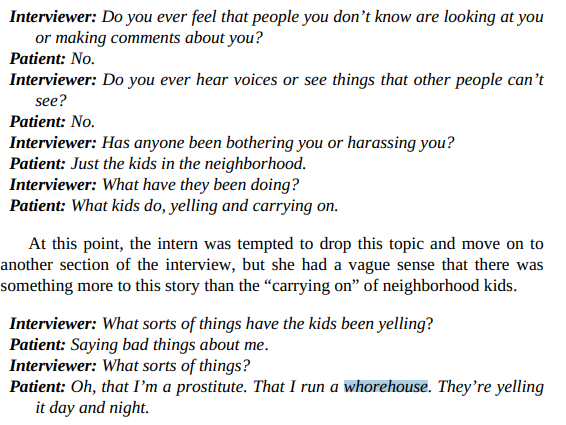 Interviewer: Do you ever feel that people you don’t know are looking at you
or making comments about you?
Patient: No.
Interviewer: Do you ever hear voices or see things that other people can’t
see?
Patient: No.
Interviewer: Has anyone been bothering you or harassing you?
Patient: Just the kids in the neighborhood.
Interviewer: What have they been doing?
Patient: What kids do, yelling and carrying on.
At this point, the intern was tempted to drop this topic and move on to
another section of the interview, but she had a vague sense that there was
something more to this story than the “carrying on” of neighborhood kids.
Interviewer: What sorts of things have the kids been yelling?
Patient: Saying bad things about me.
Interviewer: What sorts of things?
Patient: Oh, that I’m a prostitute. That I run a whorehouse. They’re yelling
it day and night.